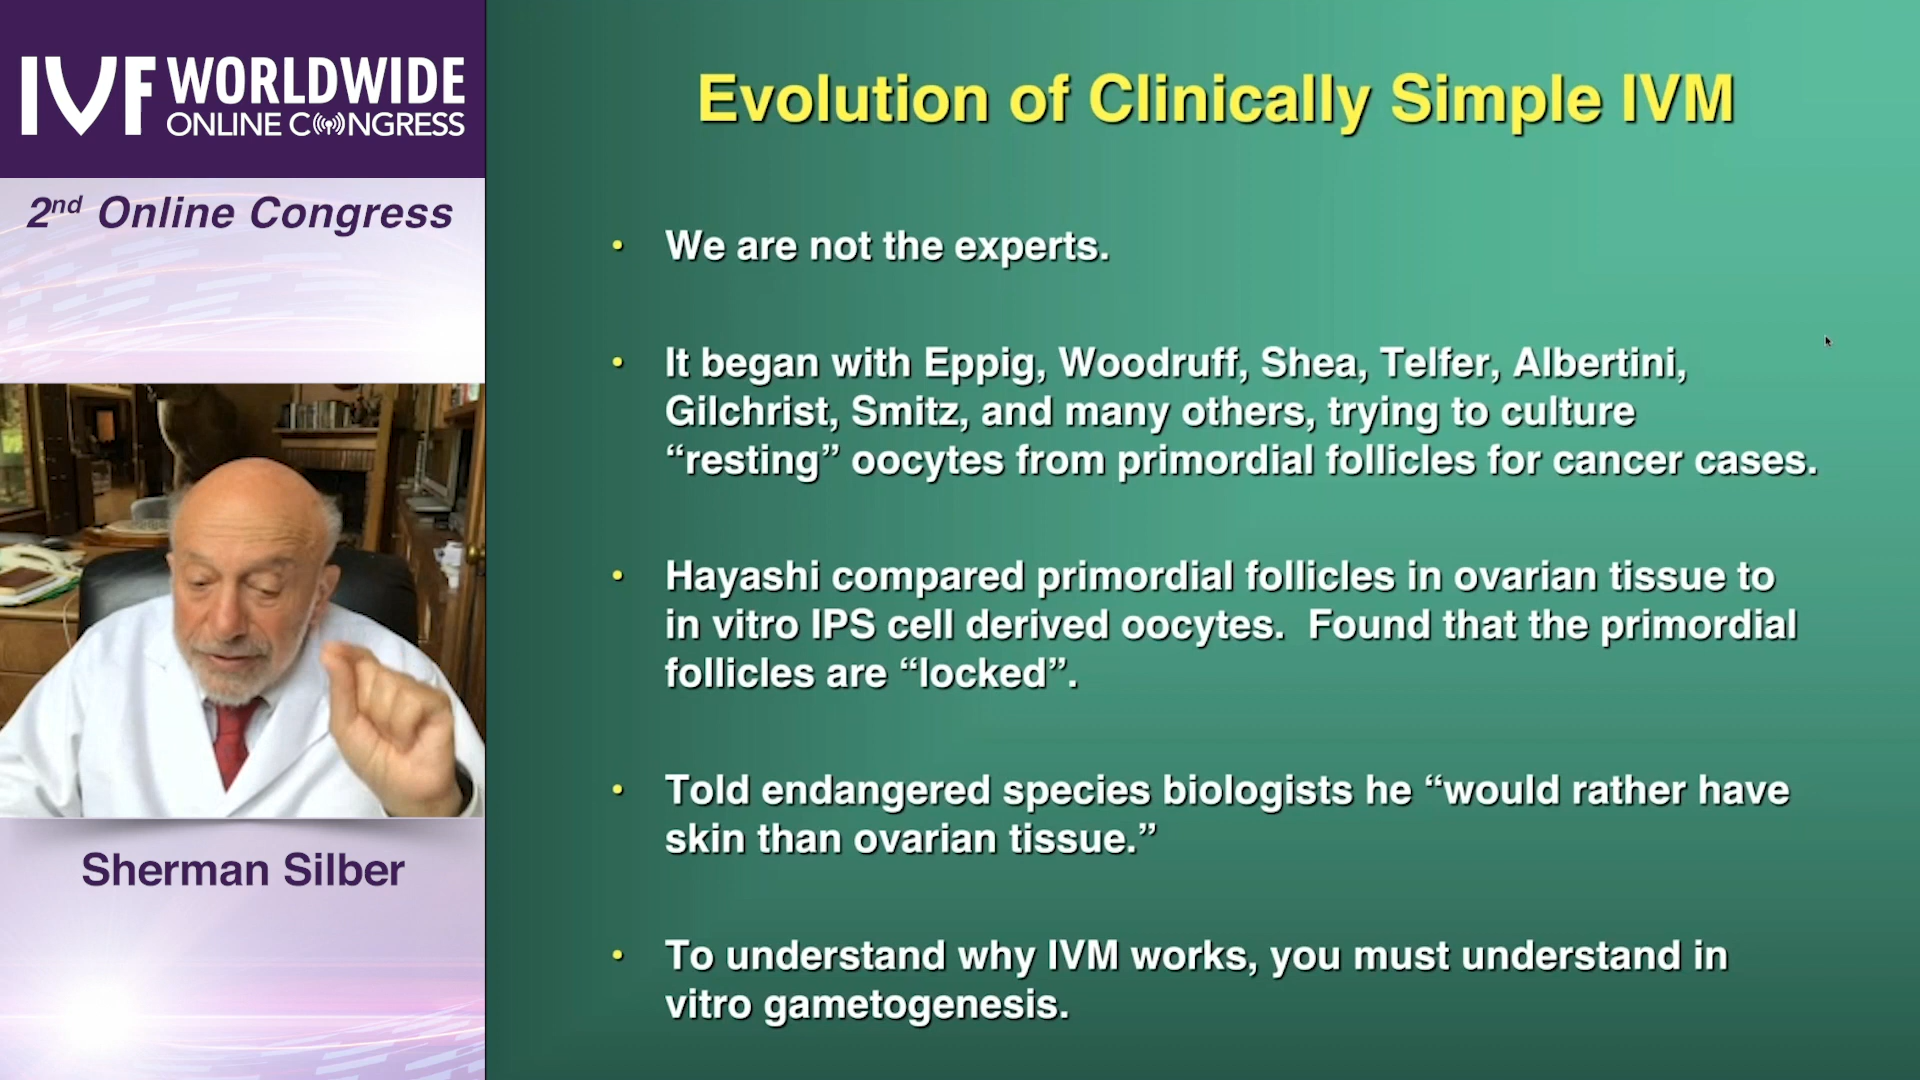 IVF WORLDWIDE
ONLINE CONGRESS
2nd Online Congress
Sherman Silber
Evolution of Clinically Simple IVM
• We are not the experts.
• It began with Eppig, Woodruff, Shea, Telfer, Albertini,
Gilchrist, Smitz, and many others, trying to culture
“resting” oocytes from primordial follicles for cancer cases.
• Hayashi compared primordial follicles in ovarian tissue to
in vitro IPS cell derived oocytes. Found that the primordial
follicles are “locked”.
• Told endangered species biologists he “would rather have
skin than ovarian tissue.”
• To understand why IVM works, you must understand in
vitro gametogenesis.